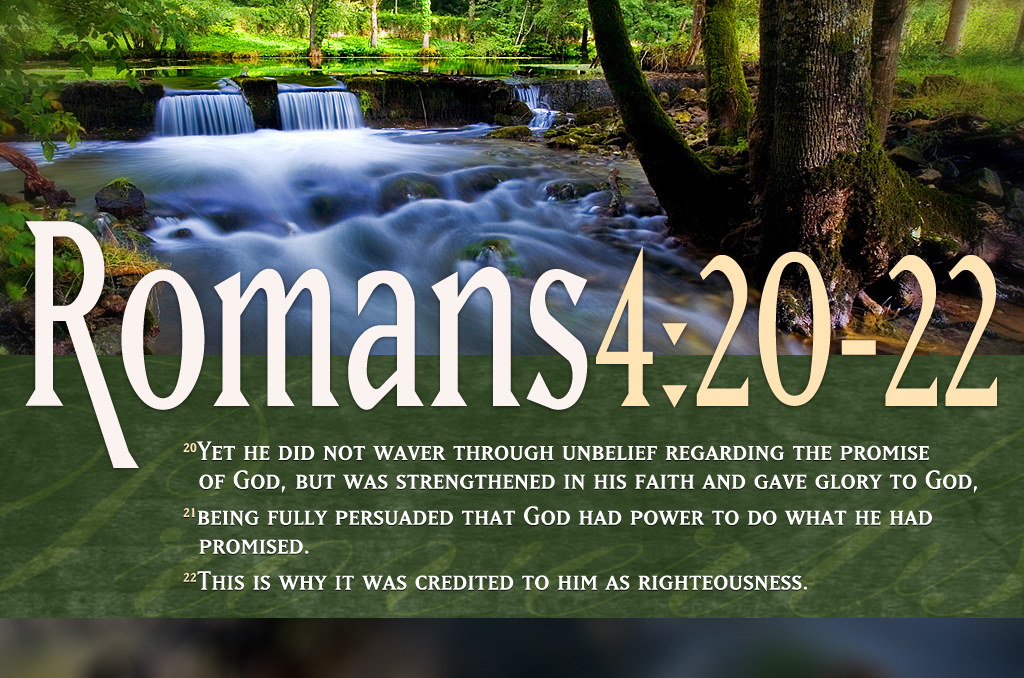 Romans 4:20-22
20Yet he did not waver through unbelief regarding the promise
of God, but was strengthened in his faith and gave glory to God,
21being fully persuaded that God had power to do what he had
promised.
22This is why it was credited to him as righteousness.